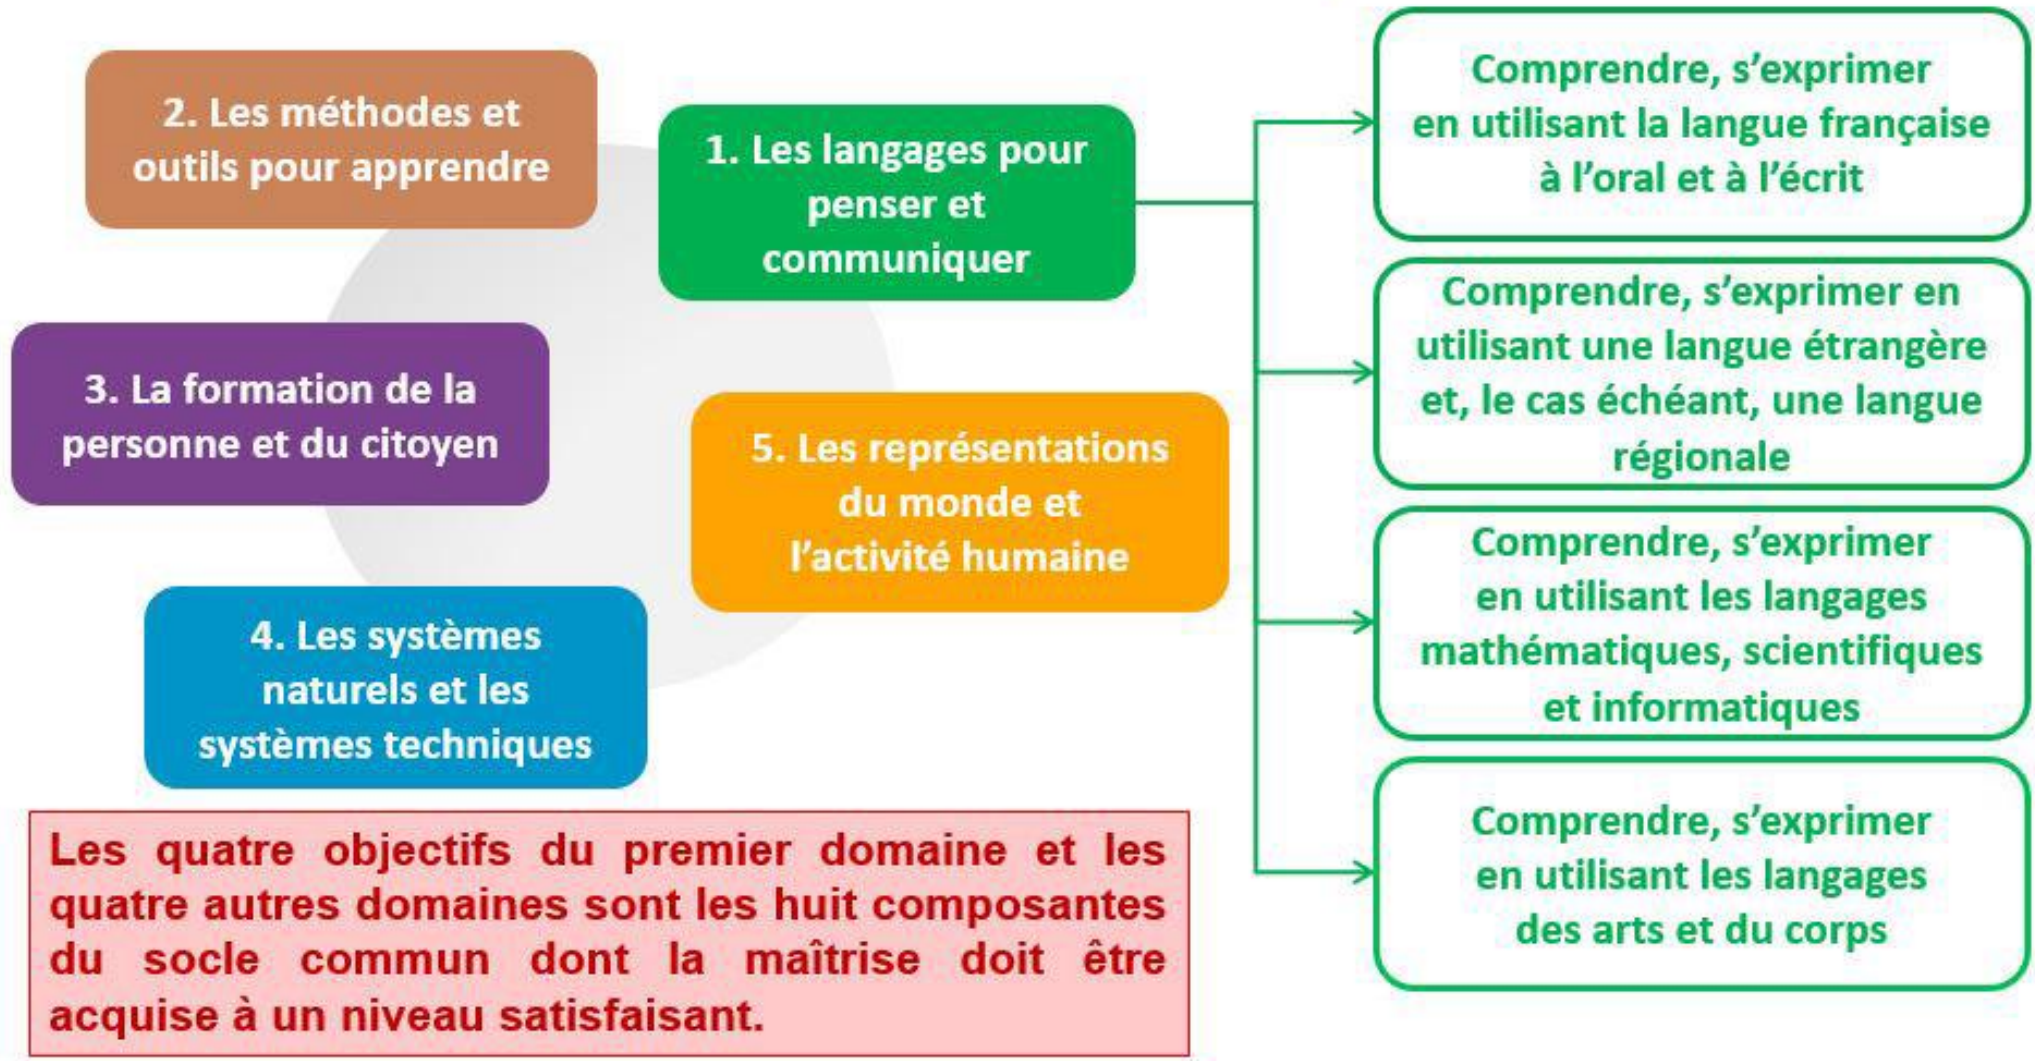 2. Les méthodes et
outils pour apprendre
1. Les langages pour
penser et
communiquer
3. La formation de la
personne et du citoyen
5. Les représentations
du monde et
l’activité humaine
4. Les systèmes
naturels et les
systèmes techniques
Les quatre objectifs du premier domaine et les
quatre autres domaines sont les huit composantes
du socle commun dont la maîtrise doit être
acquise à un niveau satisfaisant.
Comprendre, s’exprimer
en utilisant la langue française
à l’oral et à l’écrit
Comprendre, s’exprimer en
utilisant une langue étrangère
et, le cas échéant, une langue
régionale
Comprendre, s’exprimer
en utilisant les langages
mathématiques, scientifiques
et informatiques
Comprendre, s’exprimer
en utilisant les langages
des arts et du corps